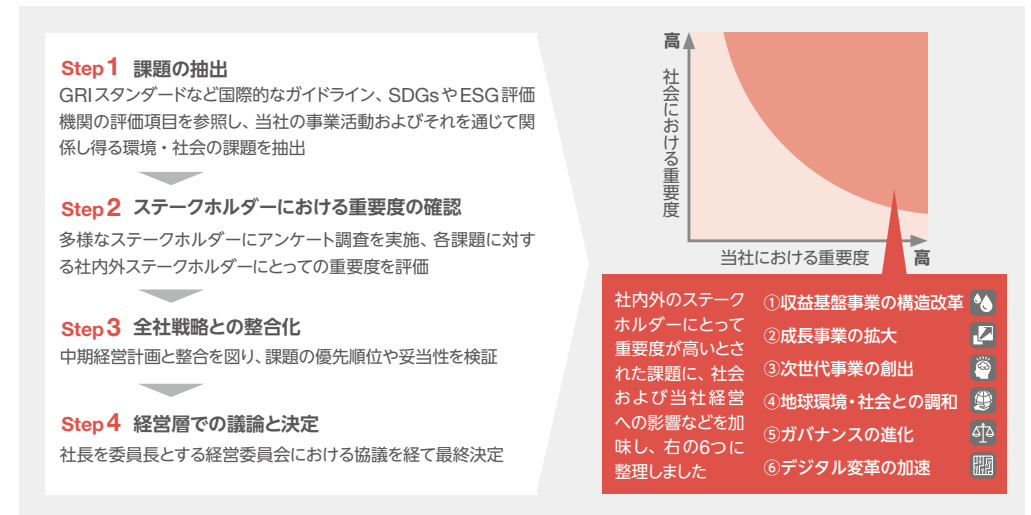 Step1 課題の抽出
GRIスタンダードなど国際的なガイドライン、SDGsやESG評価
機関の評価項目を参照し、当社の事業活動およびそれを通じて関
係し得る環境・社会の課題を抽出
Step2 ステークホルダーにおける重要度の確認
多様なステークホルダーにアンケート調査を実施、各課題に対す
る社内外ステークホルダーにとっての重要度を評価
Step3 全社戦略との整合化
中期経営計画と整合を図り、課題の優先順位や妥当性を検証
Step4 経営層での議論と決定
社長を委員長とする経営委員会における協議を経て最終決定
高
社会における重要度
当社における重要度 高
社内外のステーク
ホルダーにとって
重要度が高いとさ
れた課題に、社会
および当社経営
への影響などを加
味し、右の6つに
整理しました
①収益基盤事業の構造改革
②成長事業の拡大
③次世代事業の創出
④地球環境・社会との調和
⑤ガバナンスの進化
⑥デジタル変革の加速